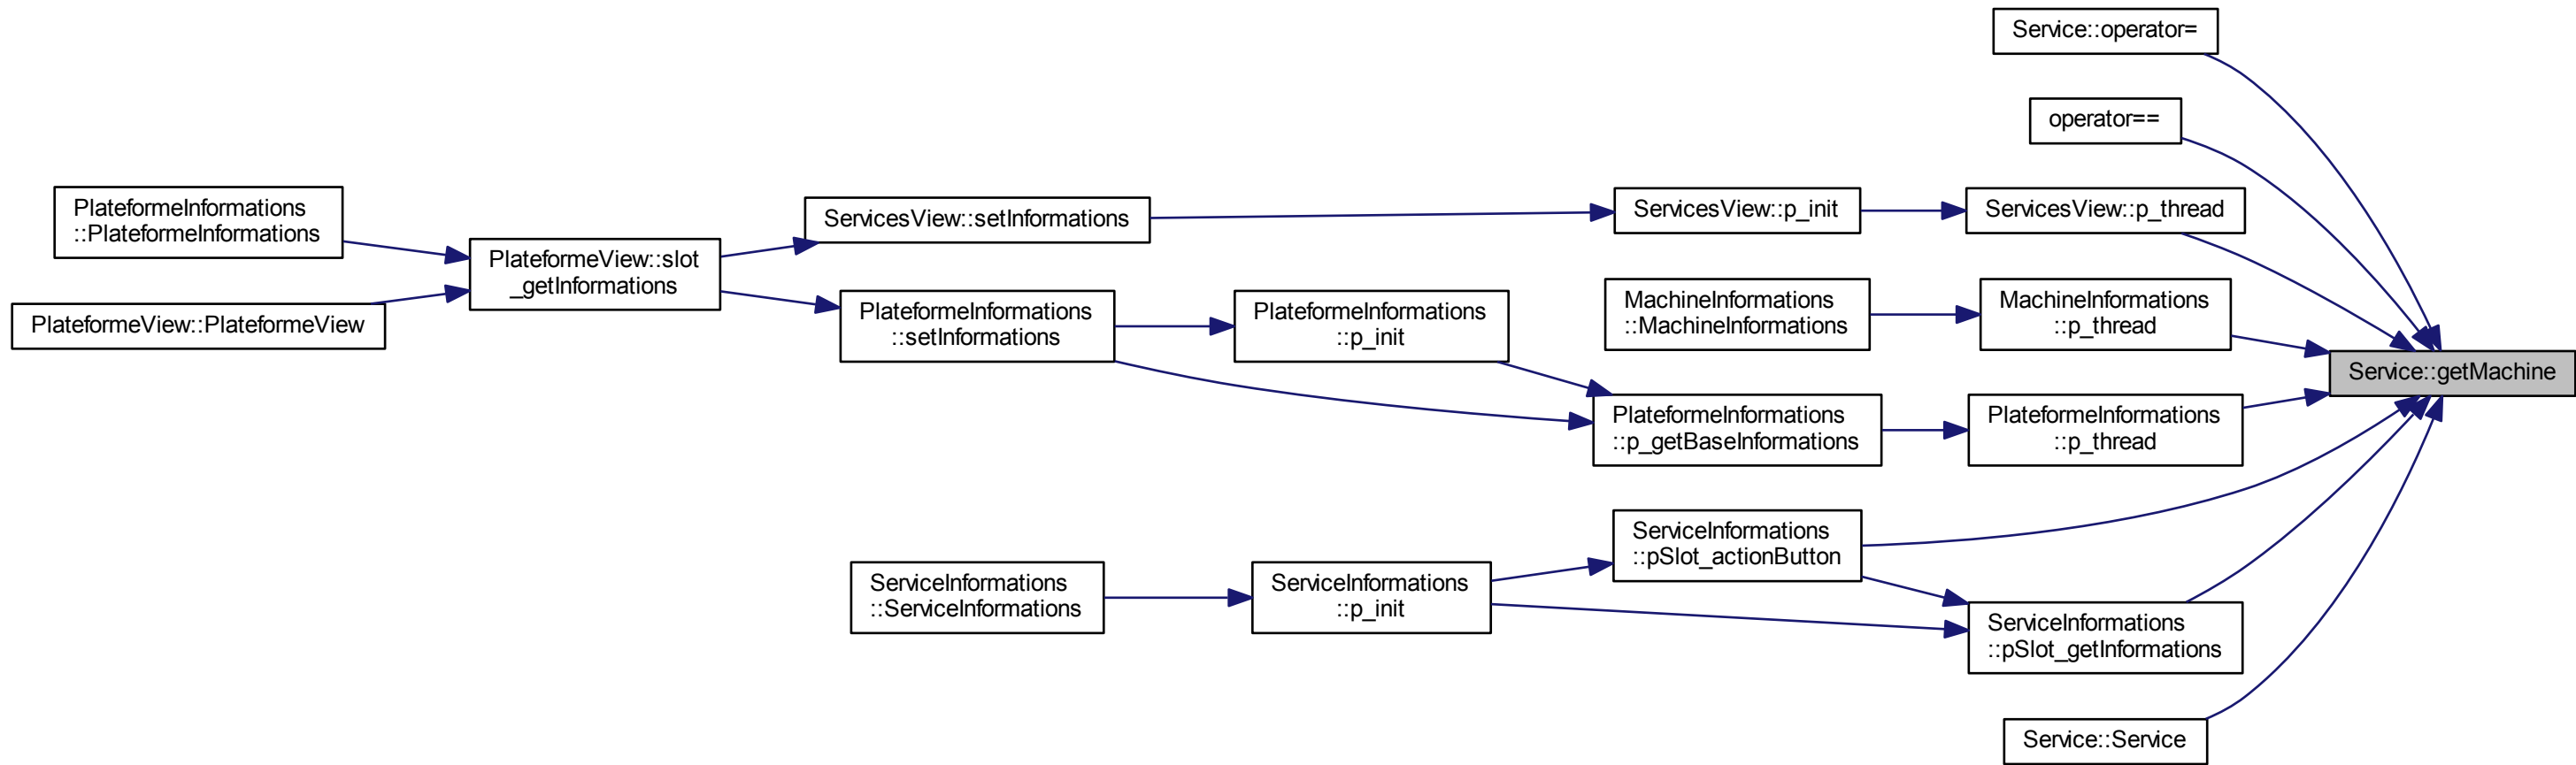 Service::operator=
operator==
PlateformeInformations
::PlateformeInformations
ServicesView::setInformations
ServicesView::p_init
ServicesView::p_thread
PlateformeView::slot
_getInformations
PlateformeView::PlateformeView
PlateformeInformations
::setInformations
PlateformeInformations
::p_init
MachineInformations
::MachineInformations
MachineInformations
::p_thread
Service::getMachine
PlateformeInformations
::p_getBaseInformations
PlateformeInformations
::p_thread
ServiceInformations
::pSlot_actionButton
ServiceInformations
::ServiceInformations
ServiceInformations
::p_init
ServiceInformations
::pSlot_getInformations
Service::Service